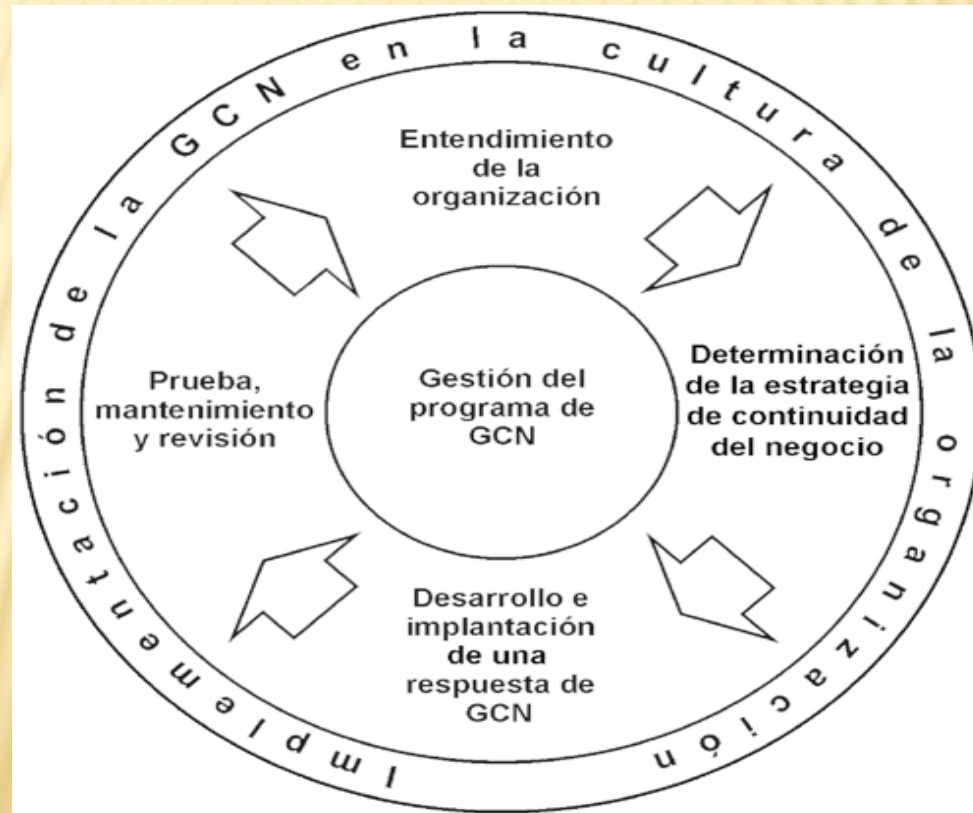 Implementación de la GCN en la cultura de la organización
Entendimiento
de la
organización
Prueba,
mantenimiento
y revisión
Gestión del
programa de
GCN
Determinación
de la estrategia
de continuidad
del negocio
Desarrollo e
implantación
de una
respuesta de
GCN